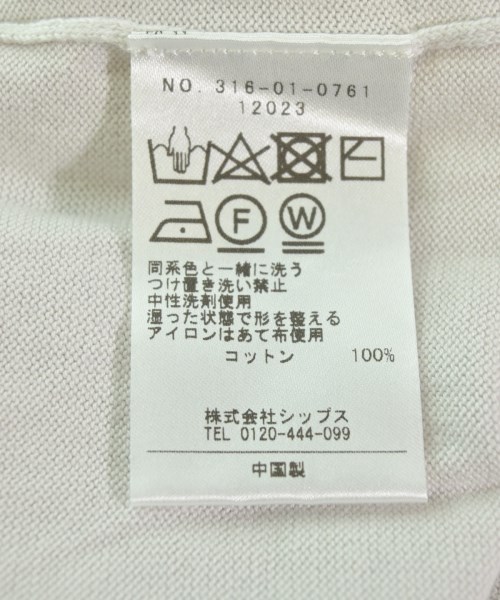 NO. 316-01-0761
12023
F W
同系色と一緒に洗う
つけ置き洗い禁止
中性洗剤使用
湿った状態で形を整える
アイロンはあて布使用
コットン 100%
株式会社シップス
TEL 0120-444-099
中国製